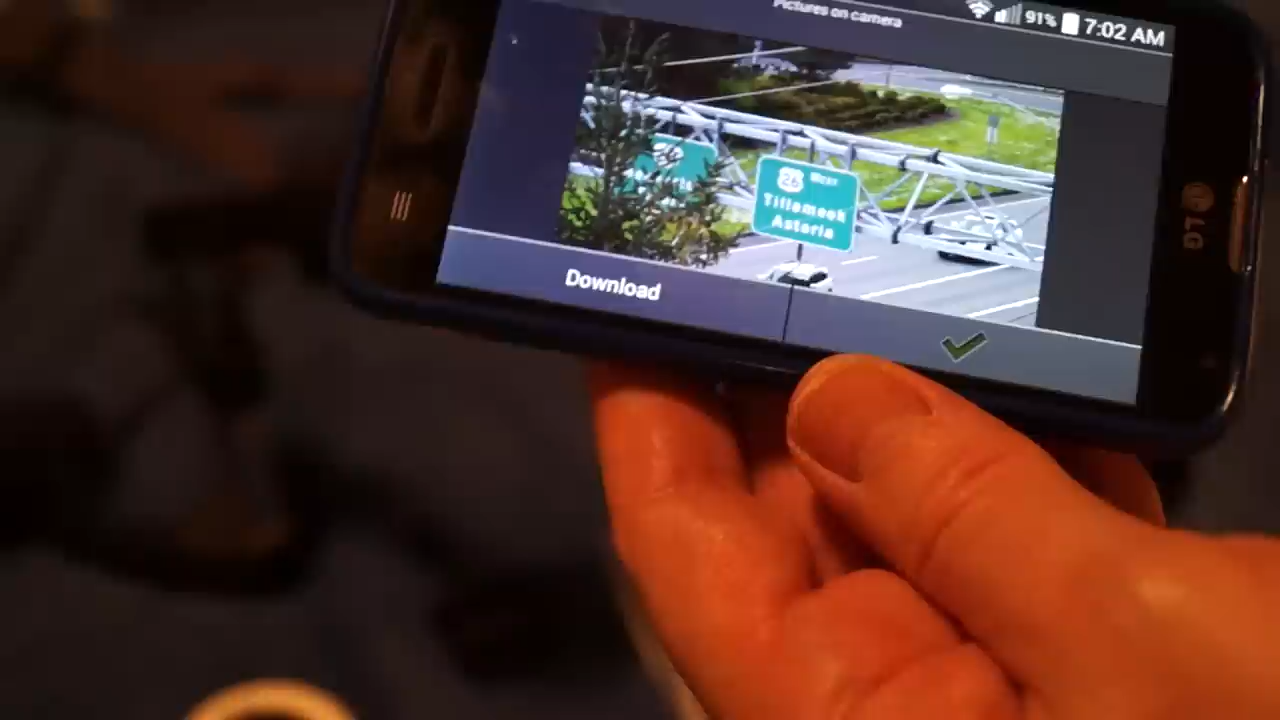 Pictures on camera
91% 7:02 AM
26 WEST
Tillamook
Astoria
Download
LG